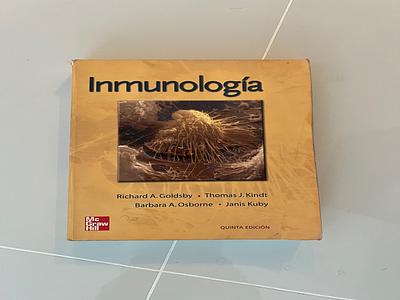 Inmunología
Richard A. Goldsby • Thomas J. Kindt
Barbara A. Osborne • Janis Kuby
Mc
Graw
Hill
QUINTA EDICIÓN